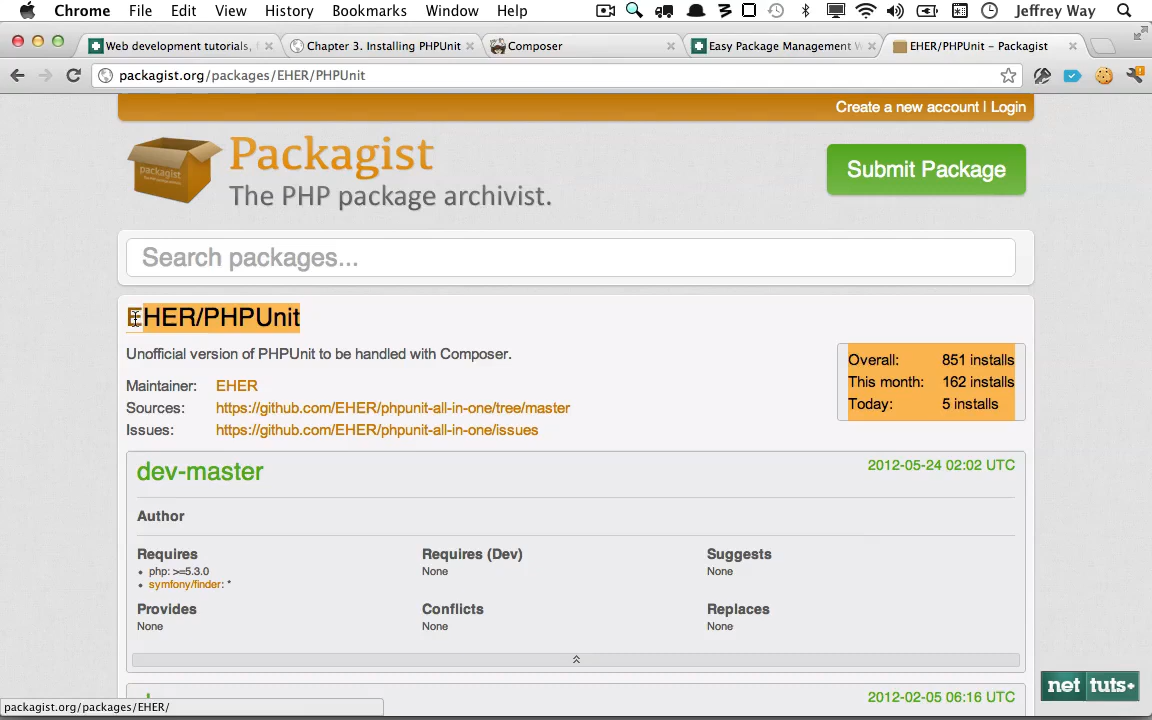 Chrome File Edit View History Bookmarks Window Help Jeffrey Way
Web development tutorials, Chapter 3. Installing PHPUnit Composer Easy Package Management EHER/PHPUnit – Packagist
packagist.org/packages/EHER/PHPUnit
Create a new account | Login
packagist
Packagist
The PHP package archivist.
Submit Package
Search packages...
EHER/PHPUnit
Unofficial version of PHPUnit to be handled with Composer.
Overall: 851 installs
This month: 162 installs
Today: 5 installs
Maintainer: EHER
Sources: https://github.com/EHER/phpunit-all-in-one/tree/master
Issues: https://github.com/EHER/phpunit-all-in-one/issues
dev-master 2012-05-24 02:02 UTC
Author
Requires Requires (Dev) Suggests
php: >=5.3.0 None None
symfony/finder: *
Provides Conflicts Replaces
None None None
2012-02-05 06:16 UTC
net tuts+
packagist.org/packages/EHER/